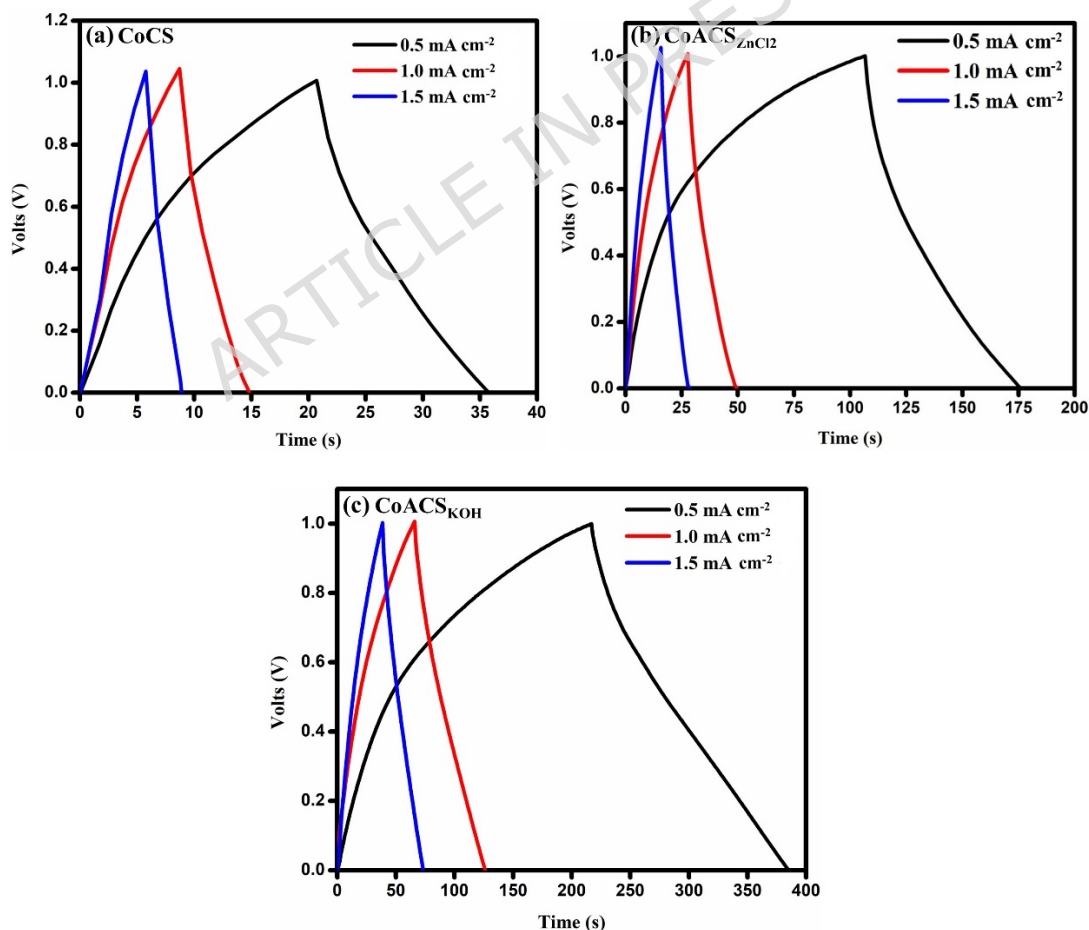 (a) CoCS
0.5 mA cm-2
1.0 mA cm-2
1.5 mA cm-2
1.2
1.0
0.8
0.6
0.4
0.2
0.0
Volts (V)
0 5 10 15 20 25 30 35 40
Time (s)
(b) CoACSZnCl2
0.5 mA cm-2
1.0 mA cm-2
1.5 mA cm-2
1.0
0.8
0.6
0.4
0.2
0.0
Volts (V)
0 25 50 75 100 125 150 175 200
Time (s)
(c) CoACSKOH
0.5 mA cm-2
1.0 mA cm-2
1.5 mA cm-2
1.0
0.8
0.6
0.4
0.2
0.0
Volts (V)
0 50 100 150 200 250 300 350 400
Time (s)
ARTICLE IN PRES